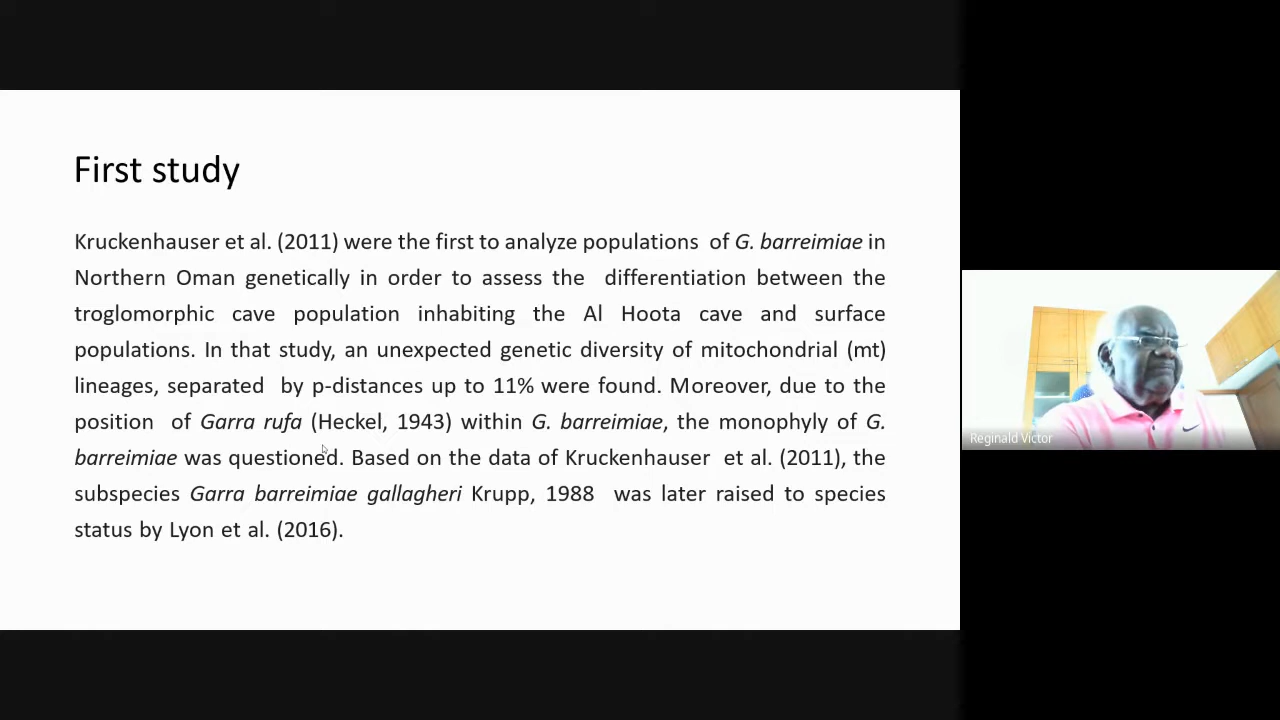 First study
Kruckenhauser et al. (2011) were the first to analyze populations of G. barreimiae in
Northern Oman genetically in order to assess the differentiation between the
troglomorphic cave population inhabiting the Al Hoota cave and surface
populations. In that study, an unexpected genetic diversity of mitochondrial (mt)
lineages, separated by p-distances up to 11% were found. Moreover, due to the
position of Garra rufa (Heckel, 1943) within G. barreimiae, the monophyly of G.
barreimiae was questioned. Based on the data of Kruckenhauser et al. (2011), the
subspecies Garra barreimiae gallagheri Krupp, 1988 was later raised to species
status by Lyon et al. (2016).
Reginald Victor